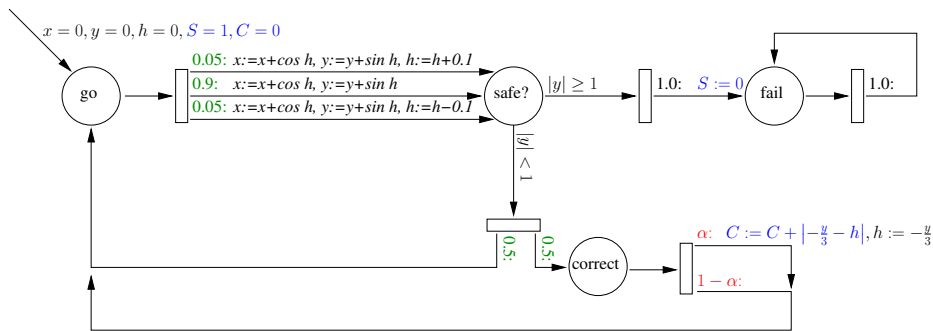 x = 0, y = 0, h = 0, S = 1, C = 0
0.05: x:=x+cos h, y:=y+sin h, h:=h+0.1
go
0.9: x:=x+cos h, y:=y+sin h
safe?
|y| ≥ 1
1.0: S := 0
fail
1.0:
0.05: x:=x+cos h, y:=y+sin h, h:=h−0.1
|y| < 1
0.5:
0.5:
correct
α: C := C + |−y/3 − h|, h := −y/3
1 − α: